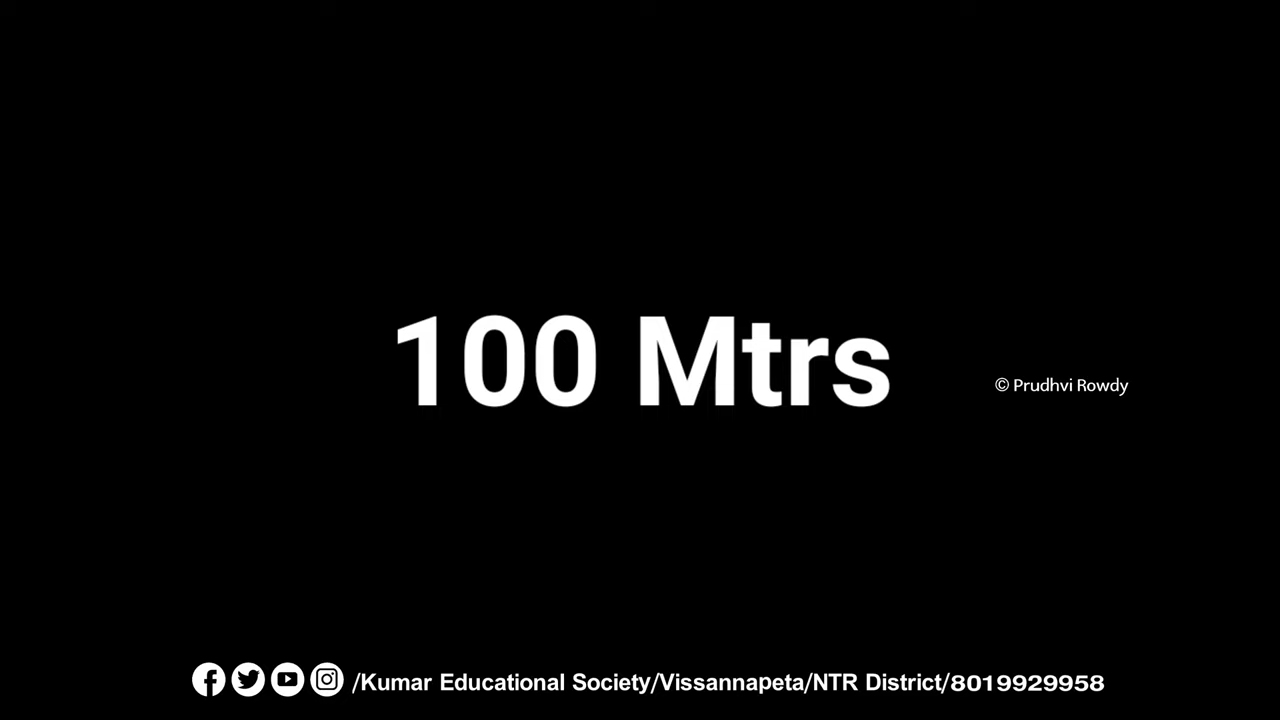 100 Mtrs
© Prudhvi Rowdy
/Kumar Educational Society/Vissannapeta/NTR District/8019929958